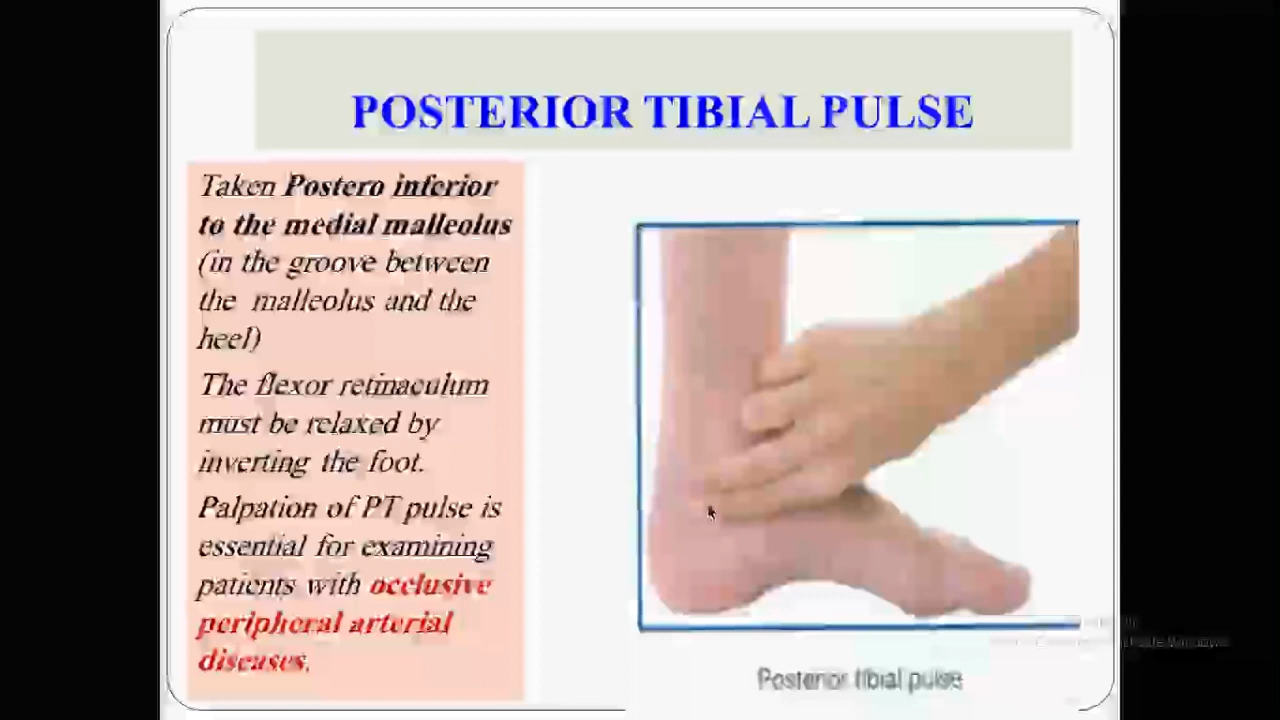 POSTERIOR TIBIAL PULSE
Taken Postero inferior
to the medial malleolus
(in the groove between
the malleolus and the
heel)
The flexor retinaculum
must be relaxed by
inverting the foot.
Palpation of PT pulse is
essential for examining
patients with occlusive
peripheral arterial
diseases.
Posterior tibial pulse